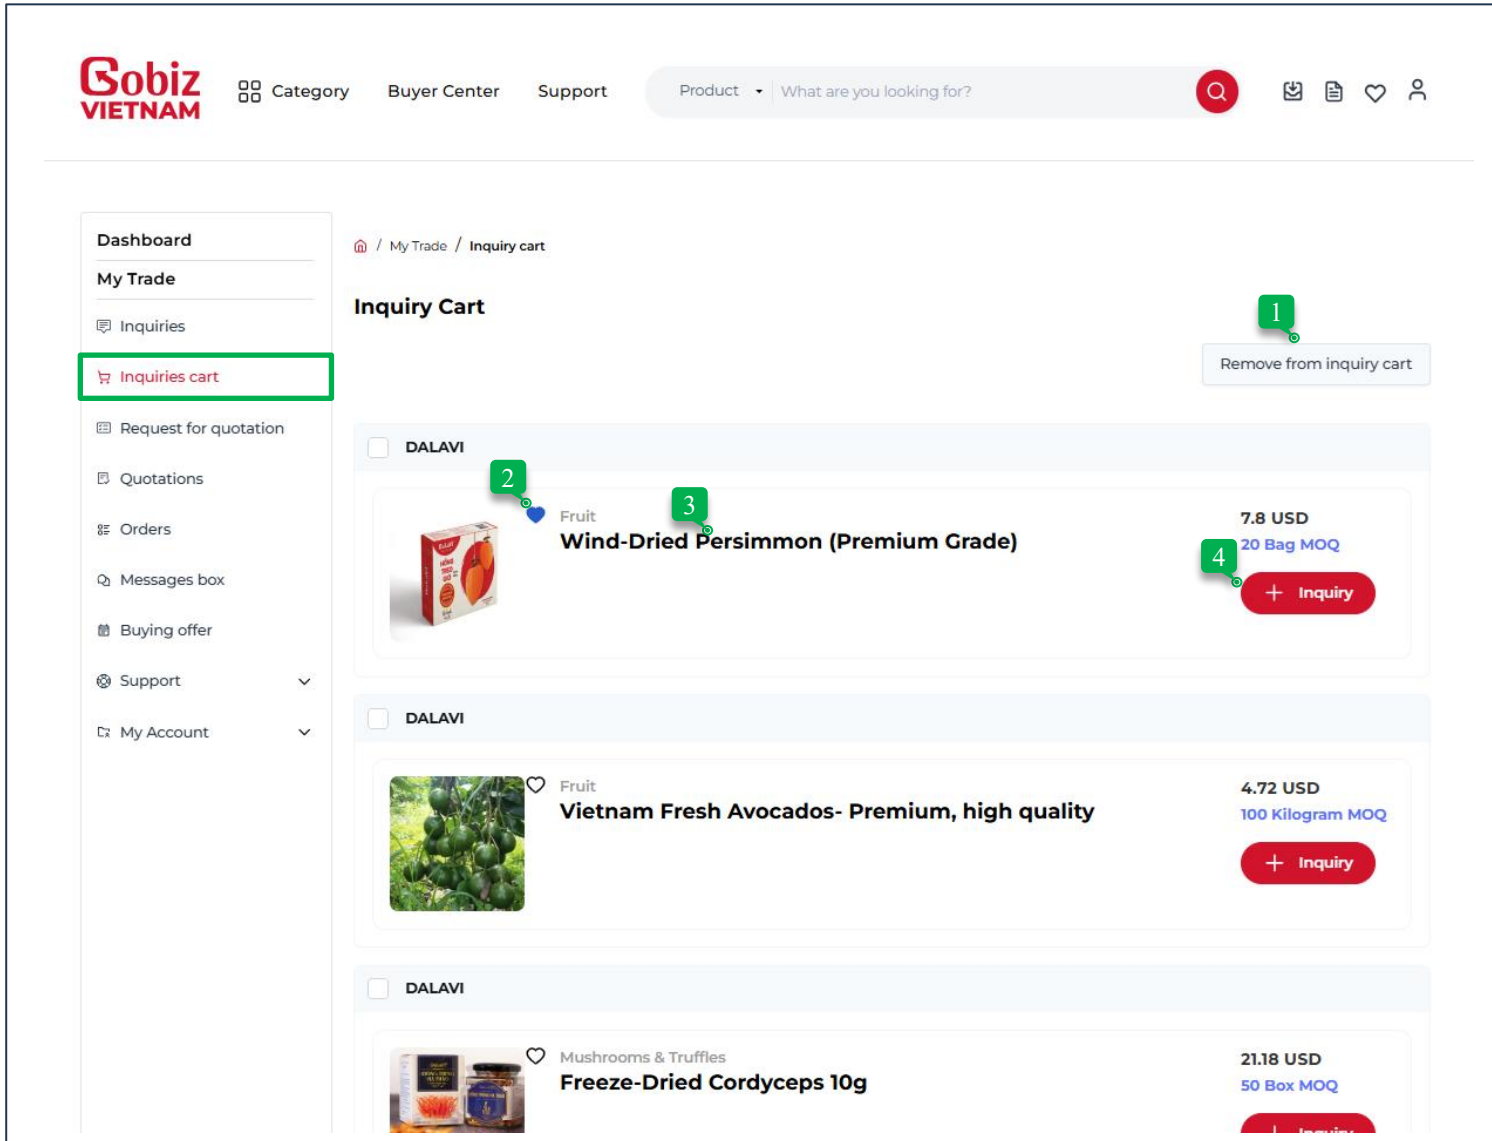 Gobiz
VIETNAM
Category
Buyer Center
Support
Product
What are you looking for?
Dashboard
My Trade
Inquiries
Inquiries cart
Request for quotation
Quotations
Orders
Messages box
Buying offer
Support
My Account
/ My Trade / Inquiry cart
Inquiry Cart
1
Remove from inquiry cart
DALAVI
2
3
Fruit
Wind-Dried Persimmon (Premium Grade)
7.8 USD
20 Bag MOQ
4
+ Inquiry
HỒNG
TREO
GIÓ
DALAVI
Fruit
Vietnam Fresh Avocados- Premium, high quality
4.72 USD
100 Kilogram MOQ
+ Inquiry
DALAVI
Mushrooms & Truffles
Freeze-Dried Cordyceps 10g
21.18 USD
50 Box MOQ
+ Inquiry